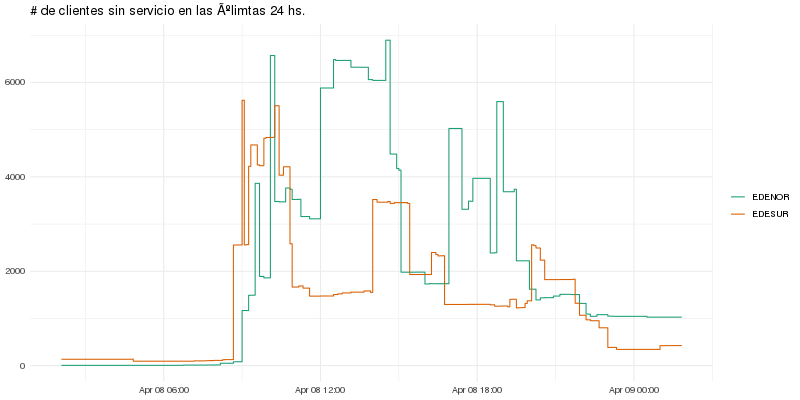 # de clientes sin servicio en las Ãºlimtas 24 hs.
6000
4000
2000
0
Apr 08 06:00
Apr 08 12:00
Apr 08 18:00
Apr 09 00:00
EDENOR
EDESUR